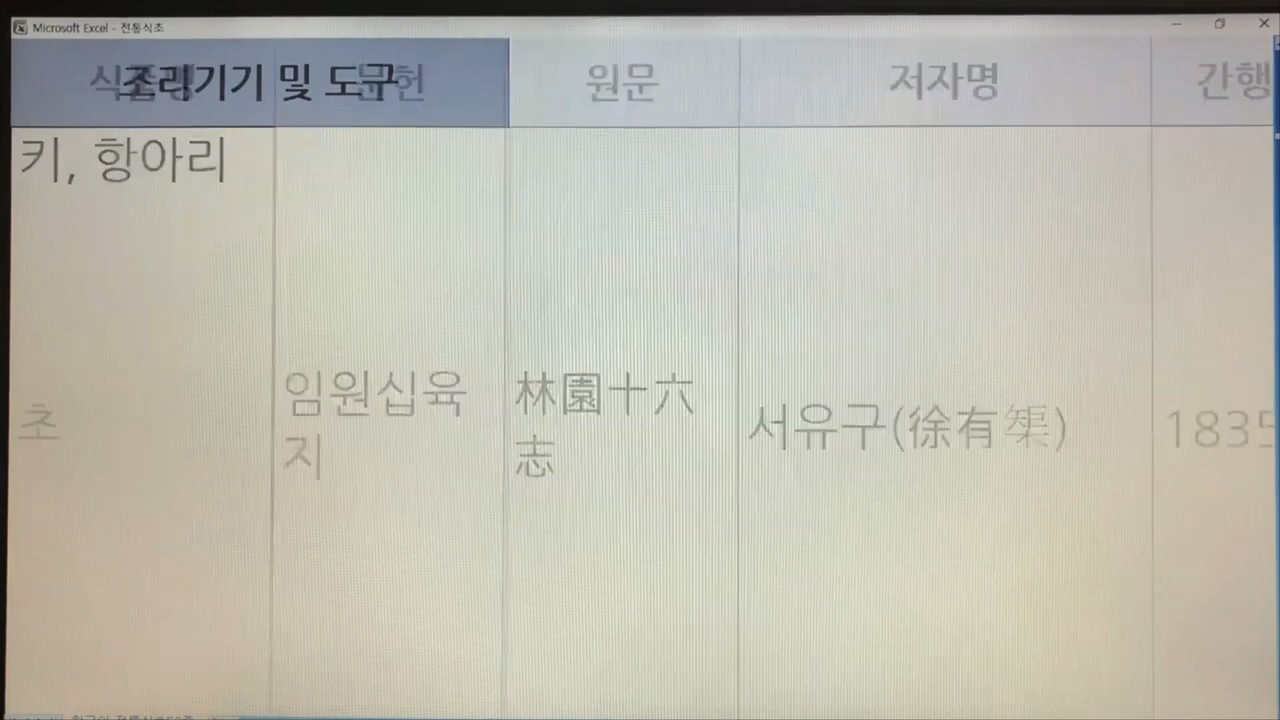 Microsoft Excel - 전통식초
조리기기 및 도구
원문
저자명
간행
키, 항아리
초
임원십육
지
林園十六
志
서유구(徐有榘)
1835